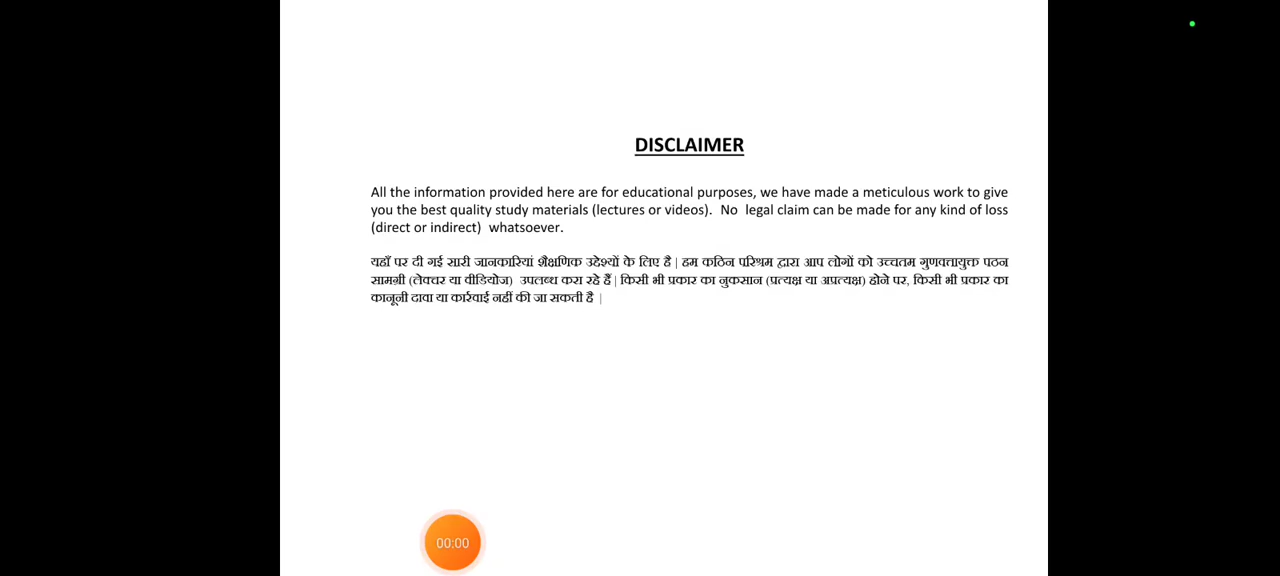 DISCLAIMER
All the information provided here are for educational purposes, we have made a meticulous work to give
you the best quality study materials (lectures or videos).  No  legal claim can be made for any kind of loss
(direct or indirect)  whatsoever.
यहाँ पर दी गई सारी जानकारियां शैक्षणिक उद्देश्यों के लिए है | हम कठिन परिश्रम द्वारा आप लोगों को उच्चतम गुणवत्तायुक्त पठन
सामग्री (लेक्चर या वीडियोज)  उपलब्ध करा रहे हैं | किसी भी प्रकार का नुकसान (प्रत्यक्ष या अप्रत्यक्ष) होने पर, किसी भी प्रकार का
कानूनी दावा या कार्रवाई नहीं की जा सकती है |
00:00